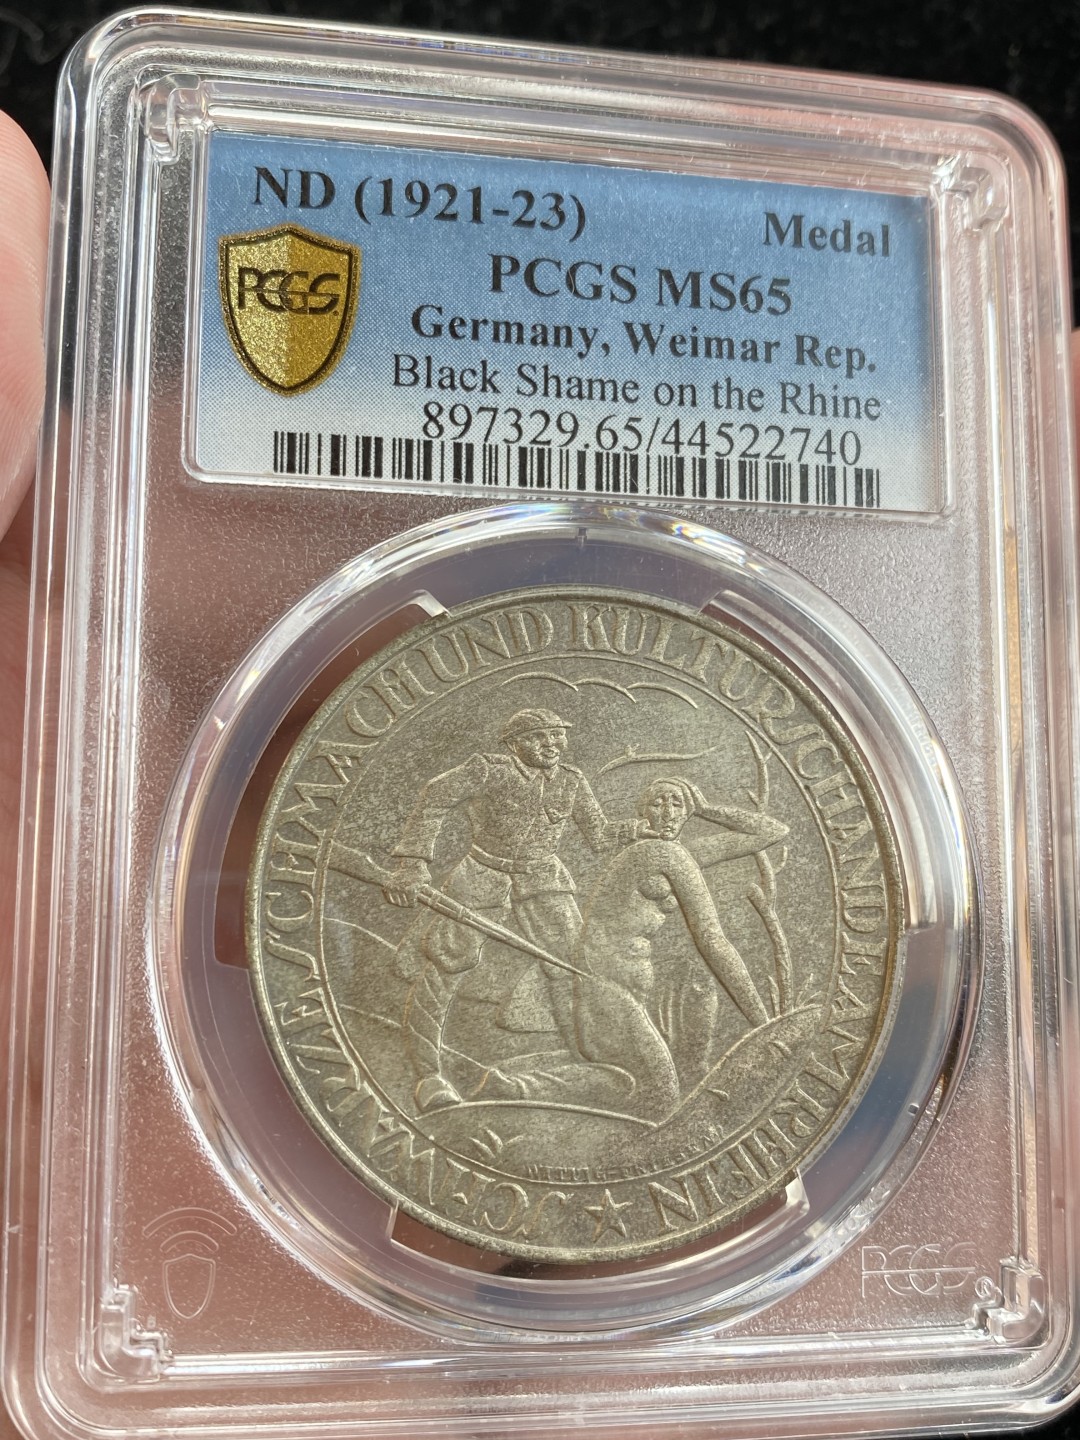 ND (1921-23)
Medal
PCGS
PCGS MS65
Germany, Weimar Rep.
Black Shame on the Rhine
897329.65/44522740
SCHWARZE SCHMACH UND KULTURSCHANDE AM RHEIN
PCGS